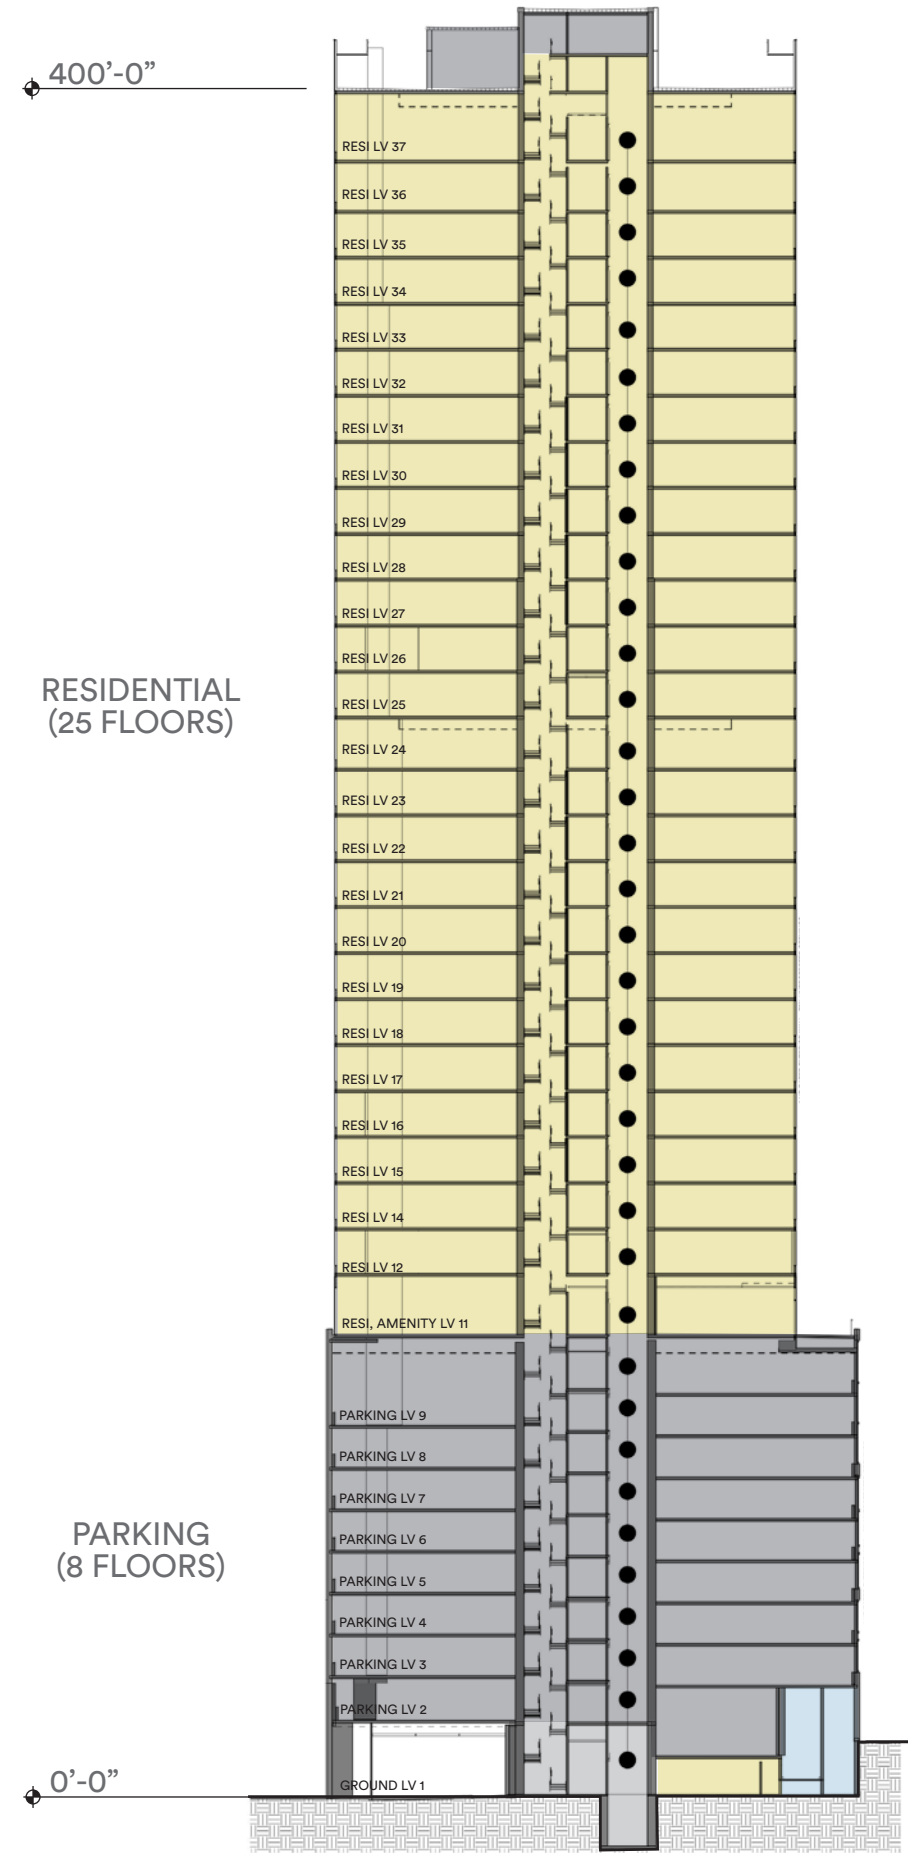 400'-0"
RESI LV 37
RESI LV 36
RESI LV 35
RESI LV 34
RESI LV 33
RESI LV 32
RESI LV 31
RESI LV 30
RESI LV 29
RESI LV 28
RESI LV 27
RESI LV 26
RESIDENTIAL
(25 FLOORS)
RESI LV 25
RESI LV 24
RESI LV 23
RESI LV 22
RESI LV 21
RESI LV 20
RESI LV 19
RESI LV 18
RESI LV 17
RESI LV 16
RESI LV 15
RESI LV 14
RESI LV 12
RESI, AMENITY LV 11
PARKING LV 9
PARKING LV 8
PARKING LV 7
PARKING
(8 FLOORS)
PARKING LV 6
PARKING LV 5
PARKING LV 4
PARKING LV 3
PARKING LV 2
GROUND LV 1
0'-0"